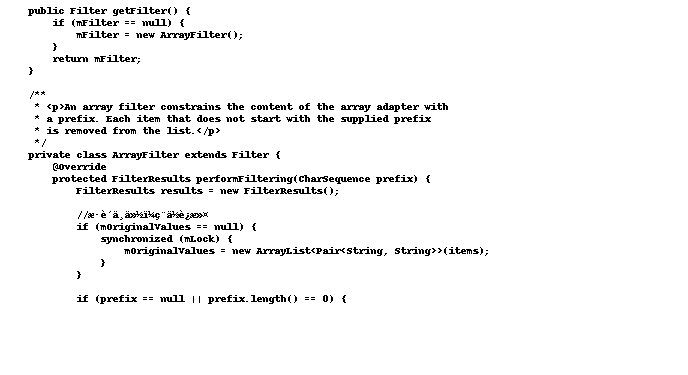 public Filter getFilter() {
if (mFilter == null) {
mFilter = new ArrayFilter();
}
return mFilter;
}
/**
* <p>An array filter constrains the content of the array adapter with
* a prefix. Each item that does not start with the supplied prefix
* is removed from the list.</p>
*/
private class ArrayFilter extends Filter {
@Override
protected FilterResults performFiltering(CharSequence prefix) {
FilterResults results = new FilterResults();
//
if (mOriginalValues == null) {
synchronized (mLock) {
mOriginalValues = new ArrayList<Pair<String, String>>(items);
}
}
if (prefix == null || prefix.length() == 0) {